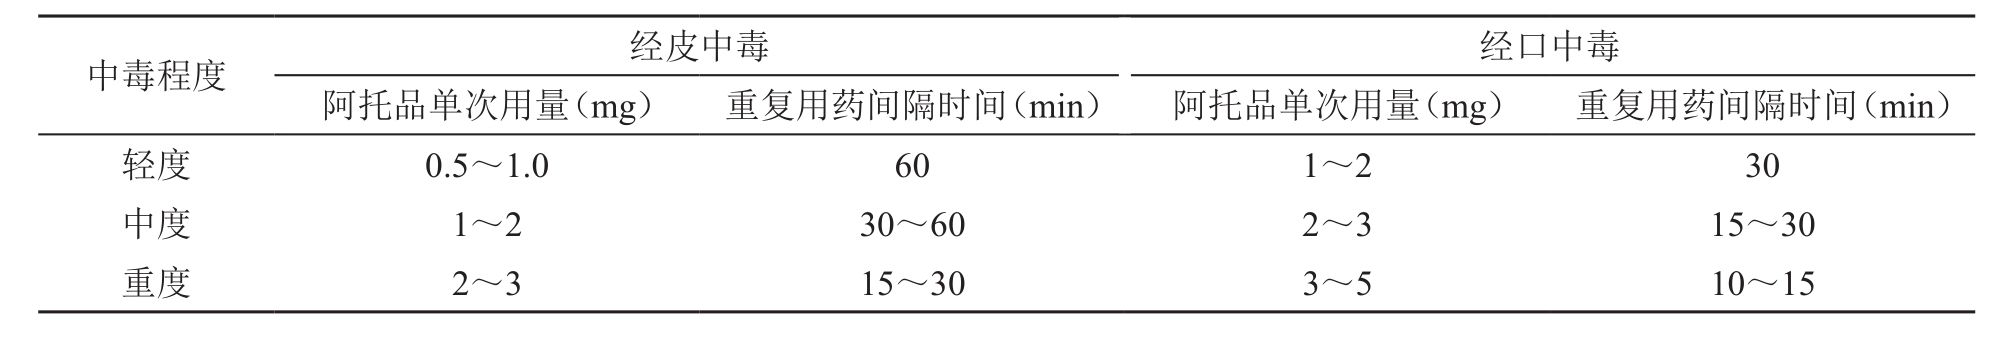 中毒程度 经皮中毒 经口中毒
阿托品单次用量(mg) 重复用药间隔时间(min) 阿托品单次用量(mg) 重复用药间隔时间(min)
轻度 0.5～1.0 60 1～2 30
中度 1～2 30～60 2～3 15～30
重度 2～3 15～30 3～5 10～15